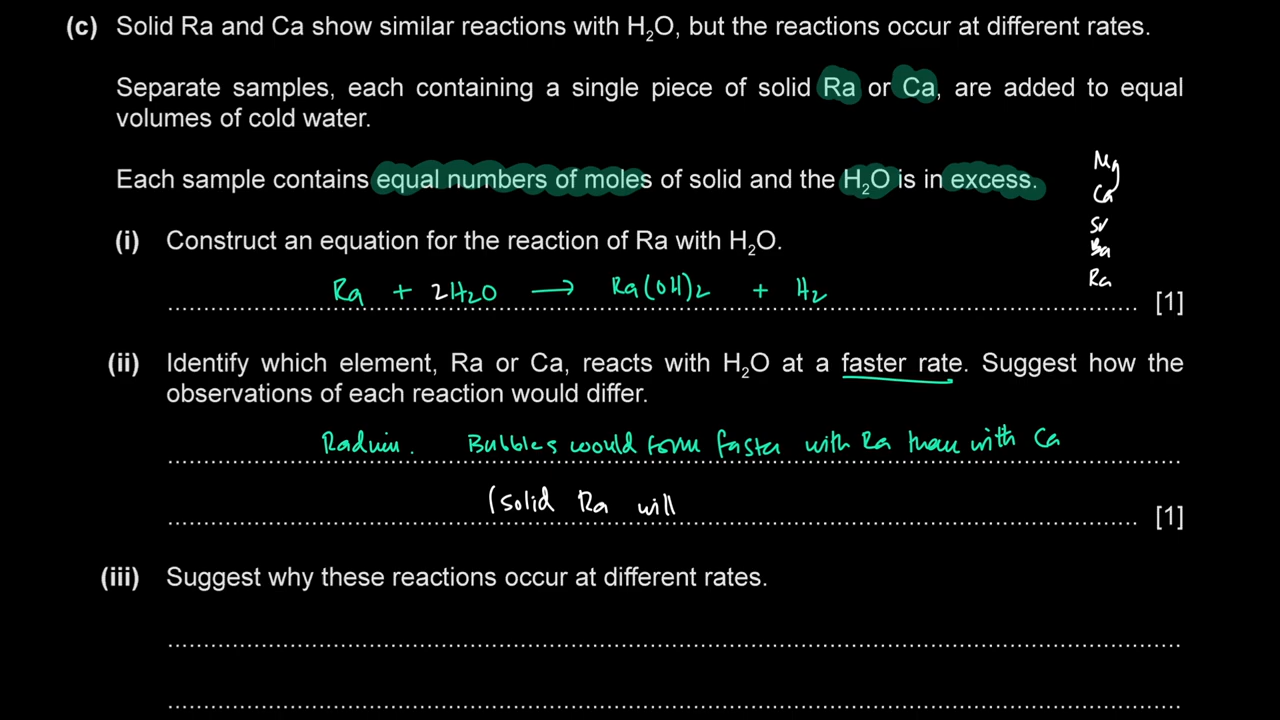 (c) Solid Ra and Ca show similar reactions with H₂O, but the reactions occur at different rates.
Separate samples, each containing a single piece of solid Ra or Ca, are added to equal
volumes of cold water.
Each sample contains equal numbers of moles of solid and the H₂O is in excess.
Mg
Ca
Sr
Ba
Ra
(i) Construct an equation for the reaction of Ra with H₂O.
Ra + 2H₂O → Ra(OH)₂ + H₂
[1]
(ii) Identify which element, Ra or Ca, reacts with H₂O at a faster rate. Suggest how the
observations of each reaction would differ.
Radium. Bubbles would form faster with Ra than with Ca
(solid Ra will
[1]
(iii) Suggest why these reactions occur at different rates.